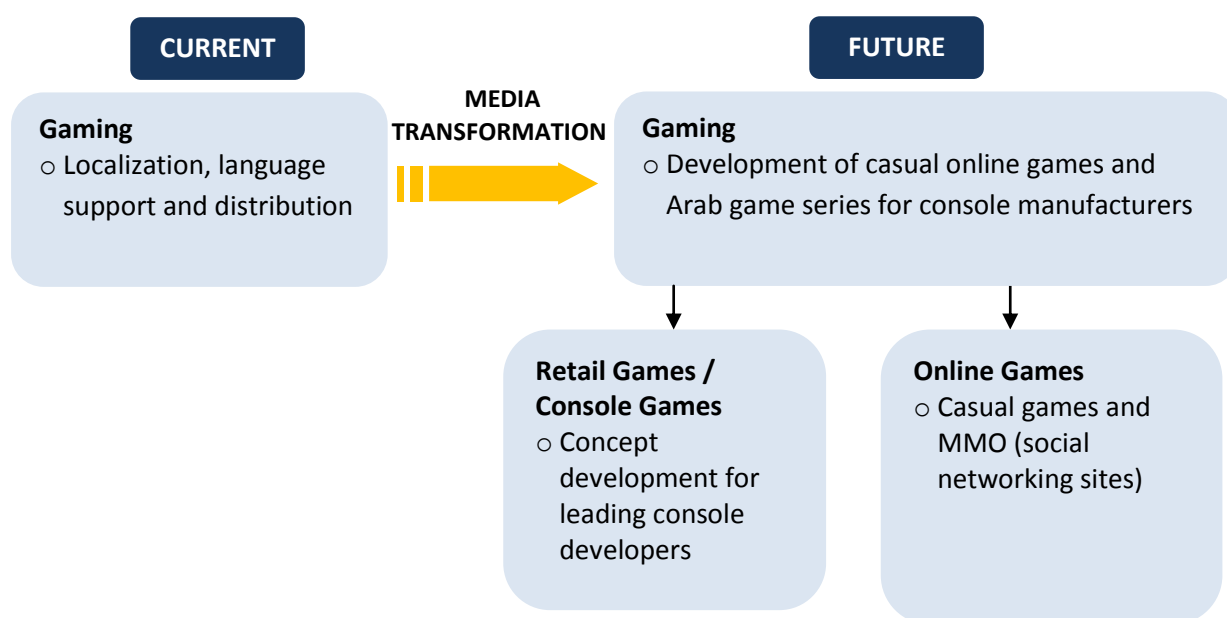 CURRENT
FUTURE
MEDIA
TRANSFORMATION
Gaming
o Localization, language
support and distribution
Gaming
o Development of casual online games and
Arab game series for console manufacturers
Retail Games /
Console Games
o Concept
development for
leading console
developers
Online Games
o Casual games and
MMO (social
networking sites)